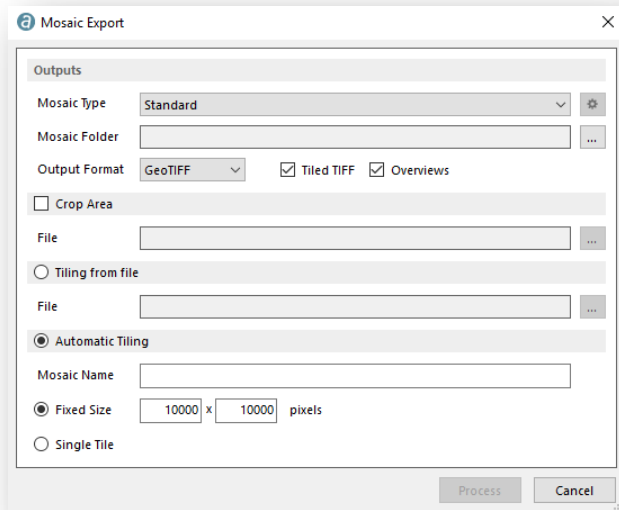 Mosaic Export
Outputs
Mosaic Type Standard
Mosaic Folder ...
Output Format GeoTIFF Tiled TIFF Overviews
Crop Area
File ...
Tiling from file
File ...
Automatic Tiling
Mosaic Name
Fixed Size 10000 x 10000 pixels
Single Tile
Process Cancel